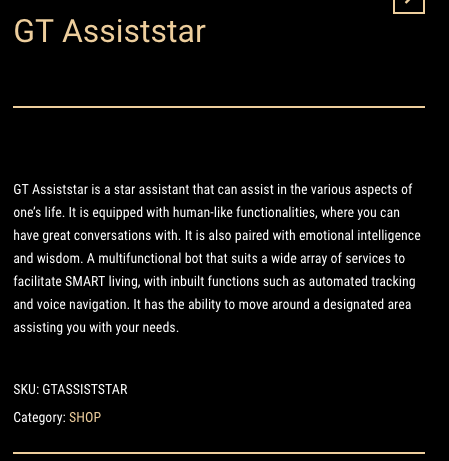 GT Assiststar
GT Assiststar is a star assistant that can assist in the various aspects of
one’s life. It is equipped with human-like functionalities, where you can
have great conversations with. It is also paired with emotional intelligence
and wisdom. A multifunctional bot that suits a wide array of services to
facilitate SMART living, with inbuilt functions such as automated tracking
and voice navigation. It has the ability to move around a designated area
assisting you with your needs.
SKU: GTASSISTSTAR
Category: SHOP